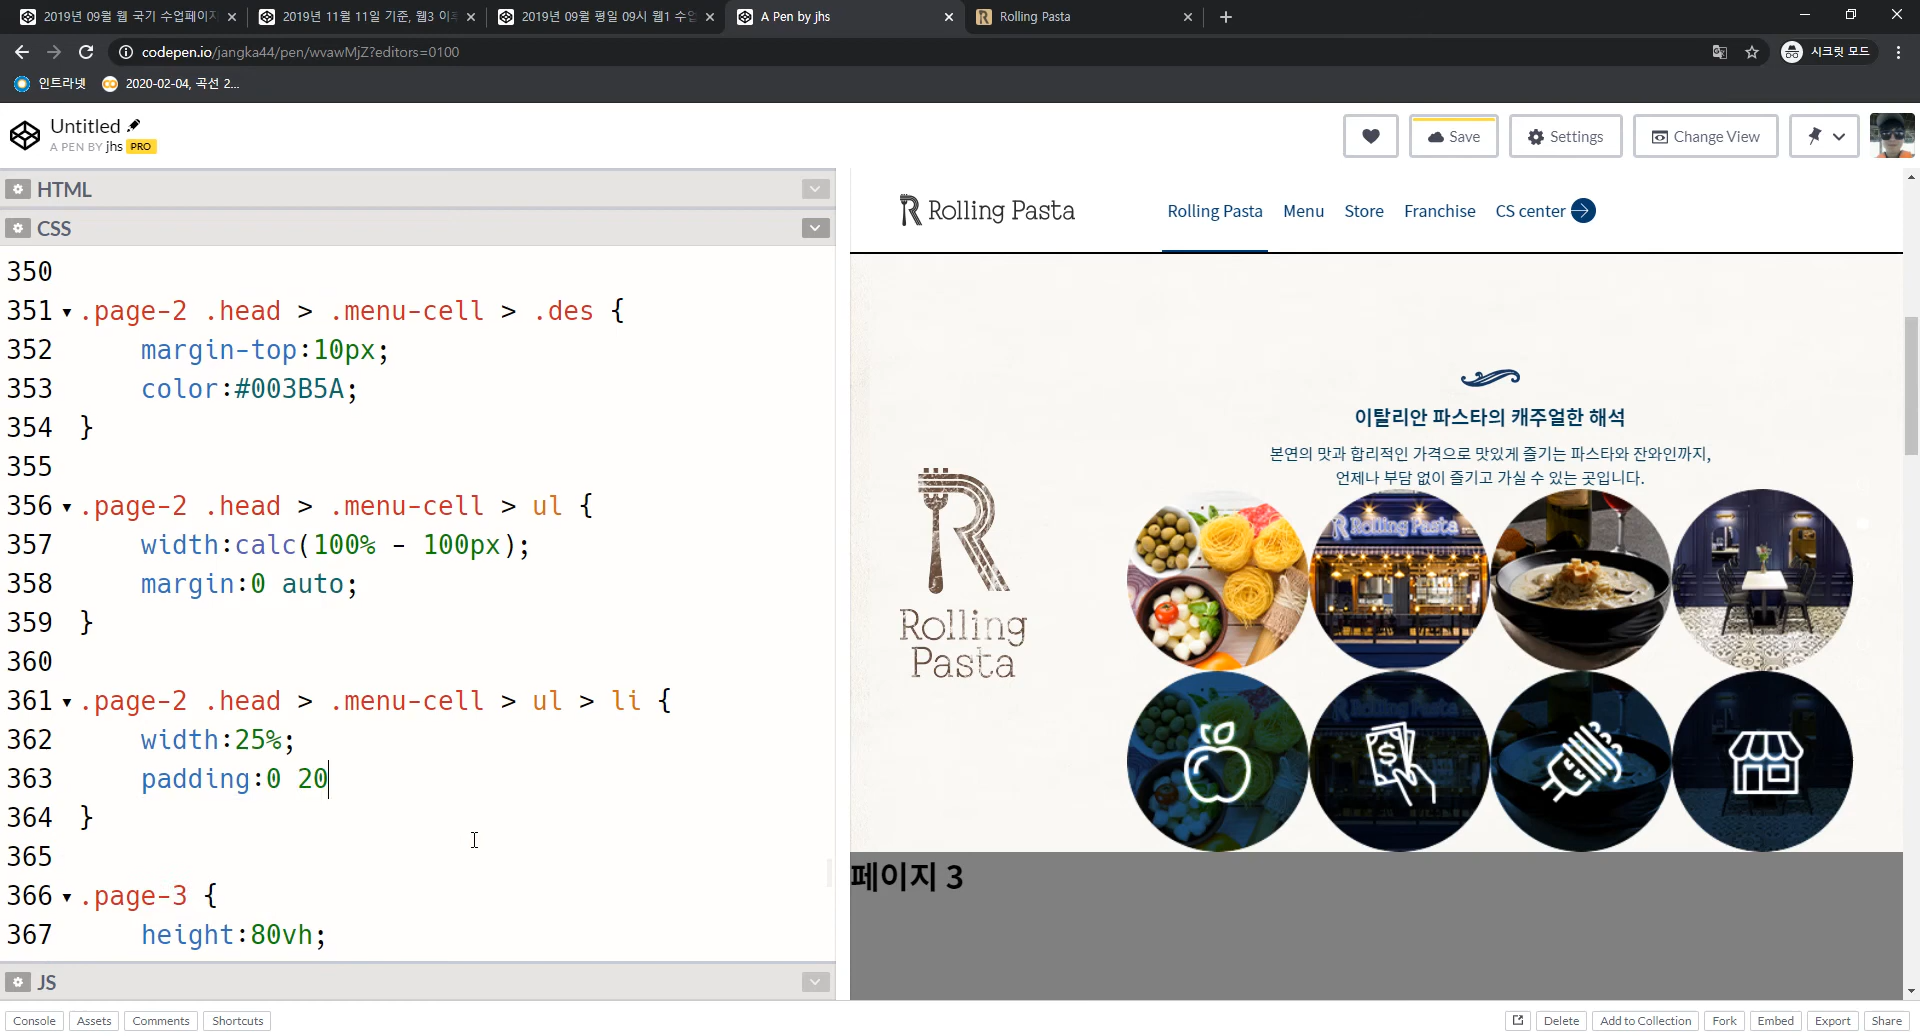 2019년 09월 웹 국기 수업페이지
2019년 11월 11일 기준, 웹3 이후
2019년 09월 평일 09시 웹1 수업
A Pen by jhs
Rolling Pasta
codepen.io/jangka44/pen/wvawMjZ?editors=0100
시크릿 모드
인트라넷
2020-02-04, 곡선 2...
Untitled
A PEN BY jhs PRO
Save
Settings
Change View
HTML
CSS
350
351 .page-2 .head > .menu-cell > .des {
352 margin-top:10px;
353 color:#003B5A;
354 }
355
356 .page-2 .head > .menu-cell > ul {
357 width:calc(100% - 100px);
358 margin:0 auto;
359 }
360
361 .page-2 .head > .menu-cell > ul > li {
362 width:25%;
363 padding:0 20
364 }
365
366 .page-3 {
367 height:80vh;
JS
Rolling Pasta
Rolling Pasta
Menu
Store
Franchise
CS center
이탈리안 파스타의 캐주얼한 해석
본연의 맛과 합리적인 가격으로 맛있게 즐기는 파스타와 잔와인까지,
언제나 부담 없이 즐기고 가실 수 있는 곳입니다.
Rolling
Pasta
Rolling Pasta
페이지 3
Console
Assets
Comments
Shortcuts
Delete
Add to Collection
Fork
Embed
Export
Share